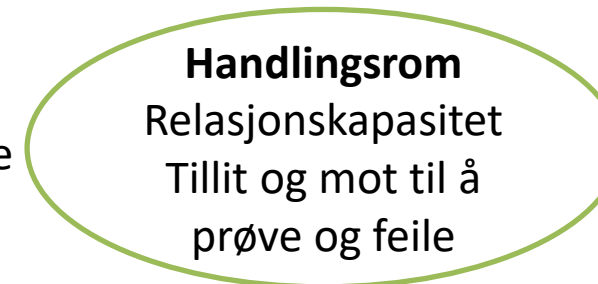 Handlingsrom
Relasjonskapasitet
Tillit og mot til å
prøve og feile
e